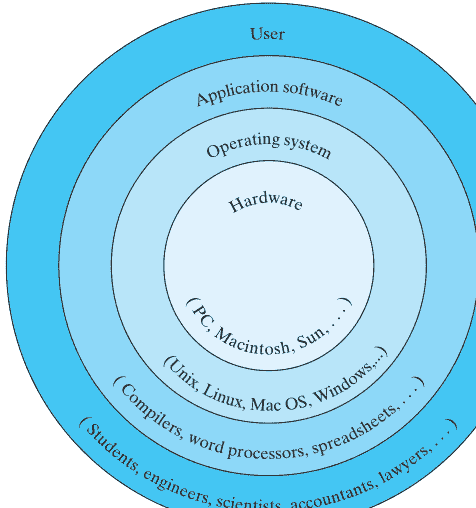 User
Application software
Operating system
Hardware
( PC, Macintosh, Sun, . . . . )
(Unix, Linux, Mac OS, Windows,...)
( Compilers, word processors, spreadsheets, . . . . )
( Students, engineers, scientists, accountants, lawyers, . . . )